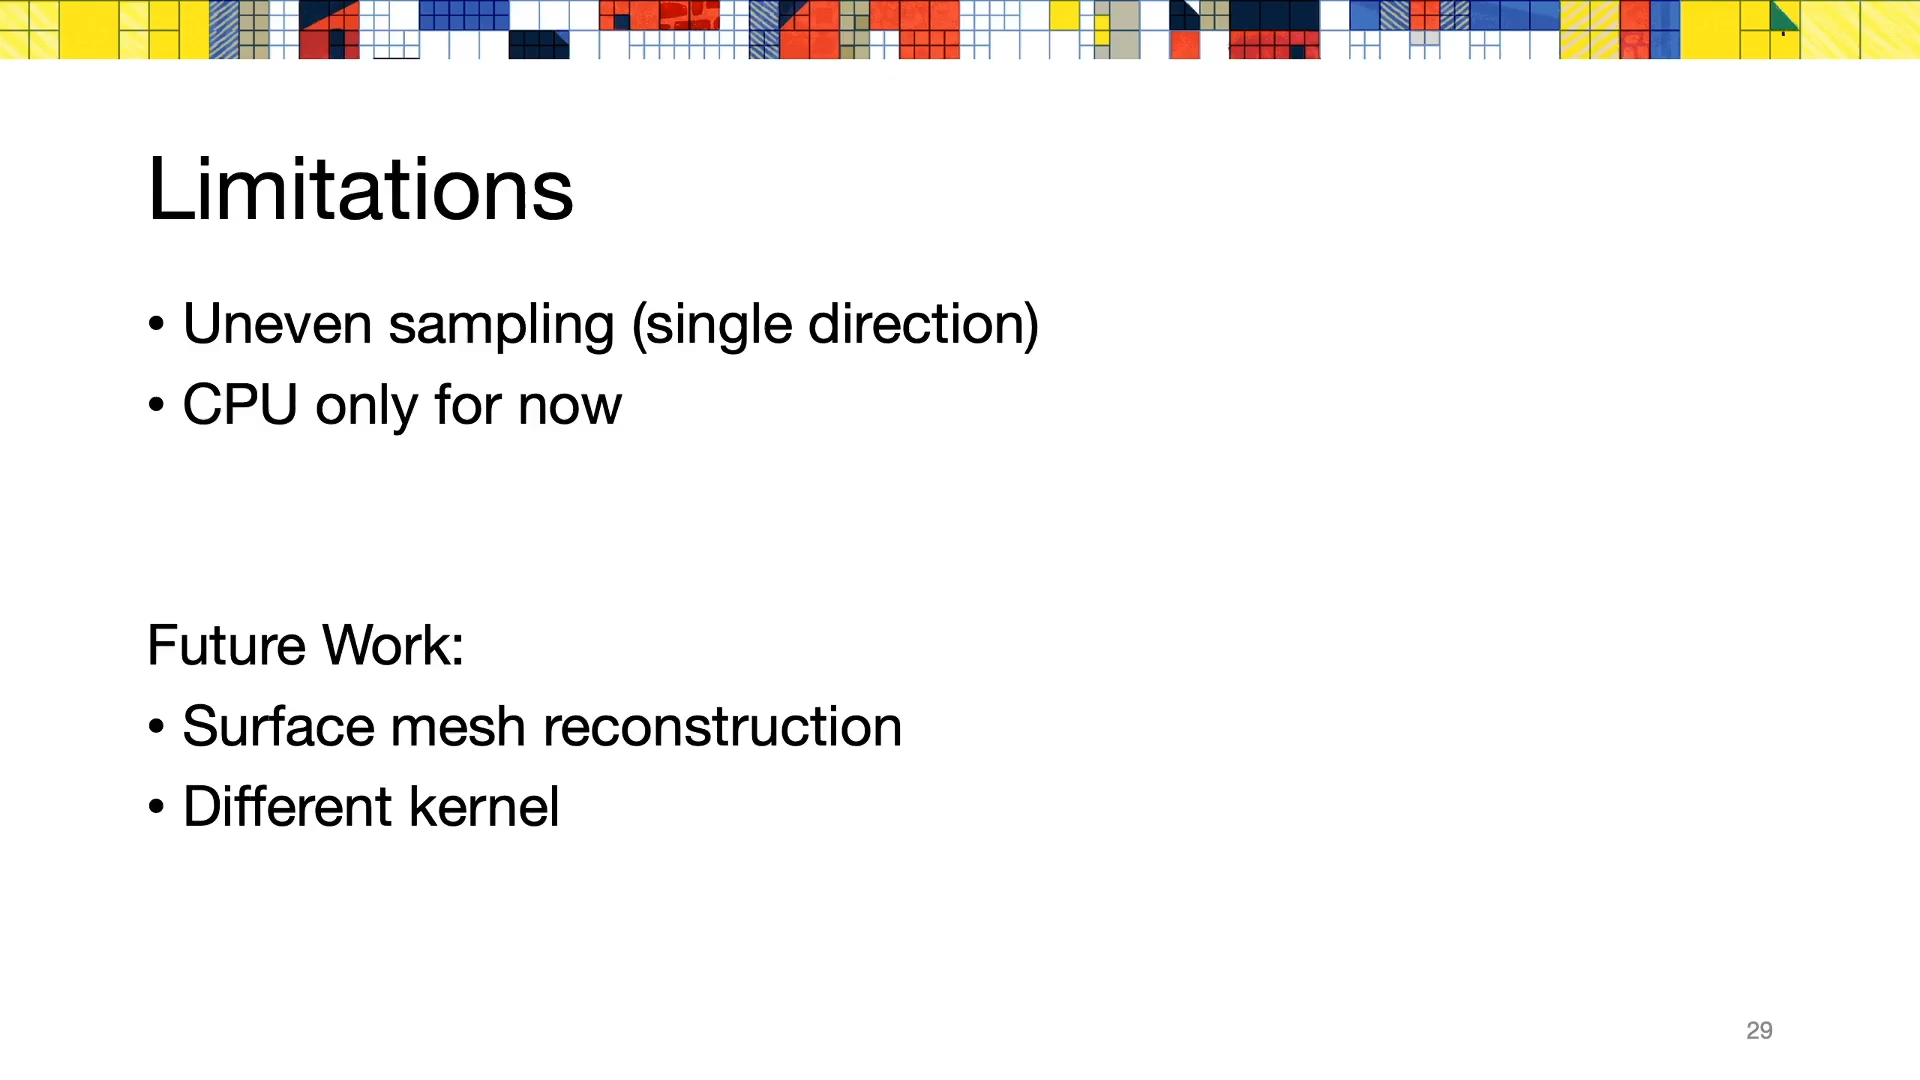 Limitations
• Uneven sampling (single direction)
• CPU only for now
Future Work:
• Surface mesh reconstruction
• Different kernel
29